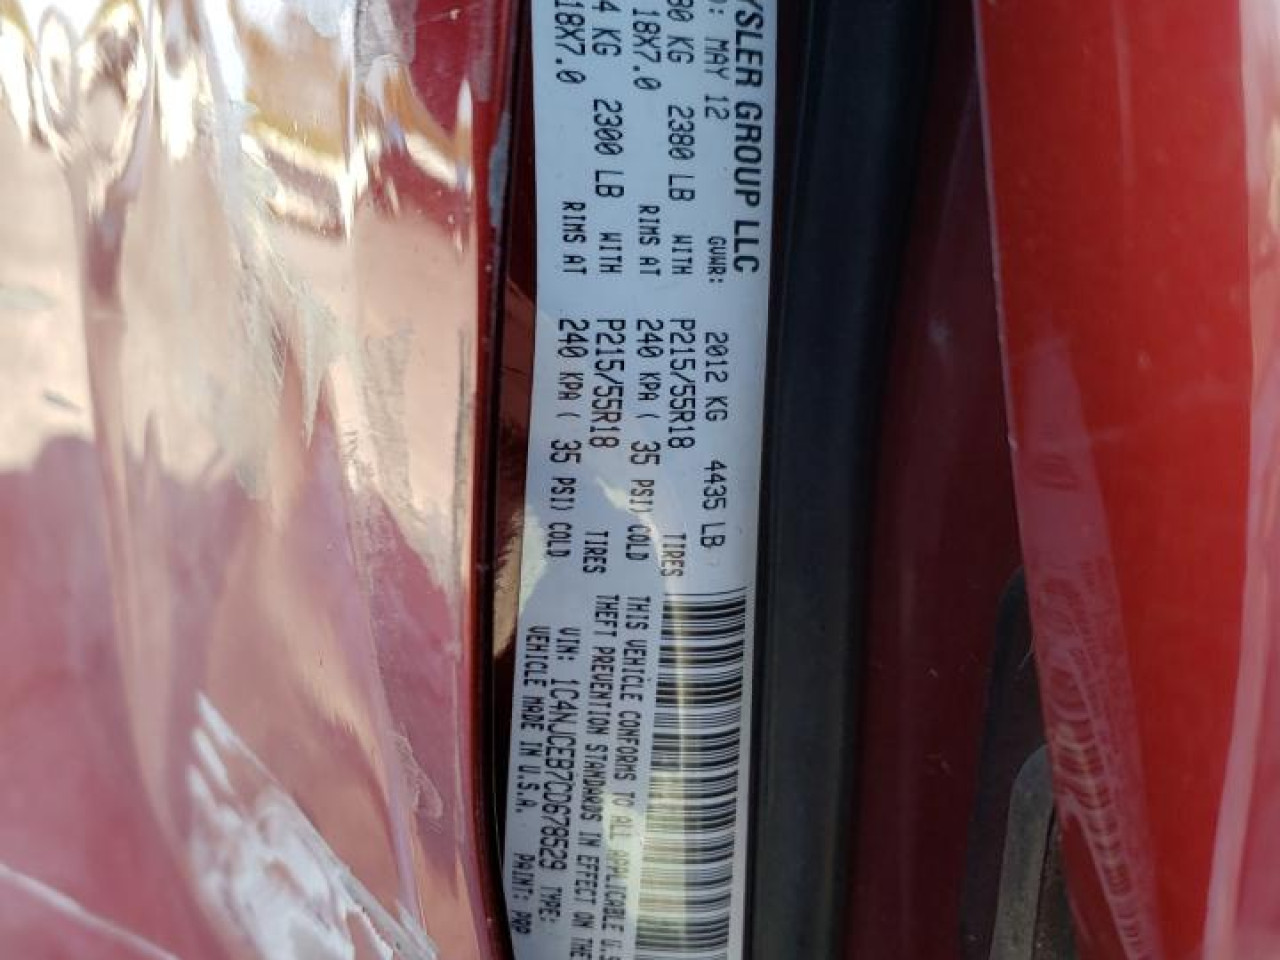 YSLER GROUP LLC
D: MAY 12 GVWR: 2012 KG 4435 LB
80 KG 2380 LB WITH P215/55R18 TIRES
18X7.0 RIMS AT 240 KPA ( 35 PSI) COLD
4 KG 2300 LB WITH P215/55R18 TIRES
18X7.0 RIMS AT 240 KPA ( 35 PSI) COLD
THIS VEHICLE CONFORMS TO ALL APPLICABLE U.S
THEFT PREVENTION STANDARDS IN EFFECT ON THE
VIN: 1C4NJCEB7CD678529 TYPE:
VEHICLE MADE IN U.S.A. PAINT: PRP